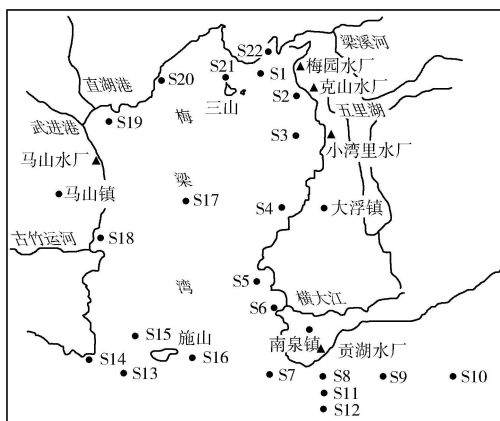 S22
梁溪河
梅园水厂
S21
S1
S20
克山水厂
直湖港
三山
S2
五里湖
梅
武进港
S19
S3
小湾里水厂
马山水厂
梁
马山镇
S17
S4
大浮镇
古竹运河
S18
湾
S5
横大江
S6
S15
施山
南泉镇
贡湖水厂
S14
S16
S13
S7
S8
S9
S10
S11
S12